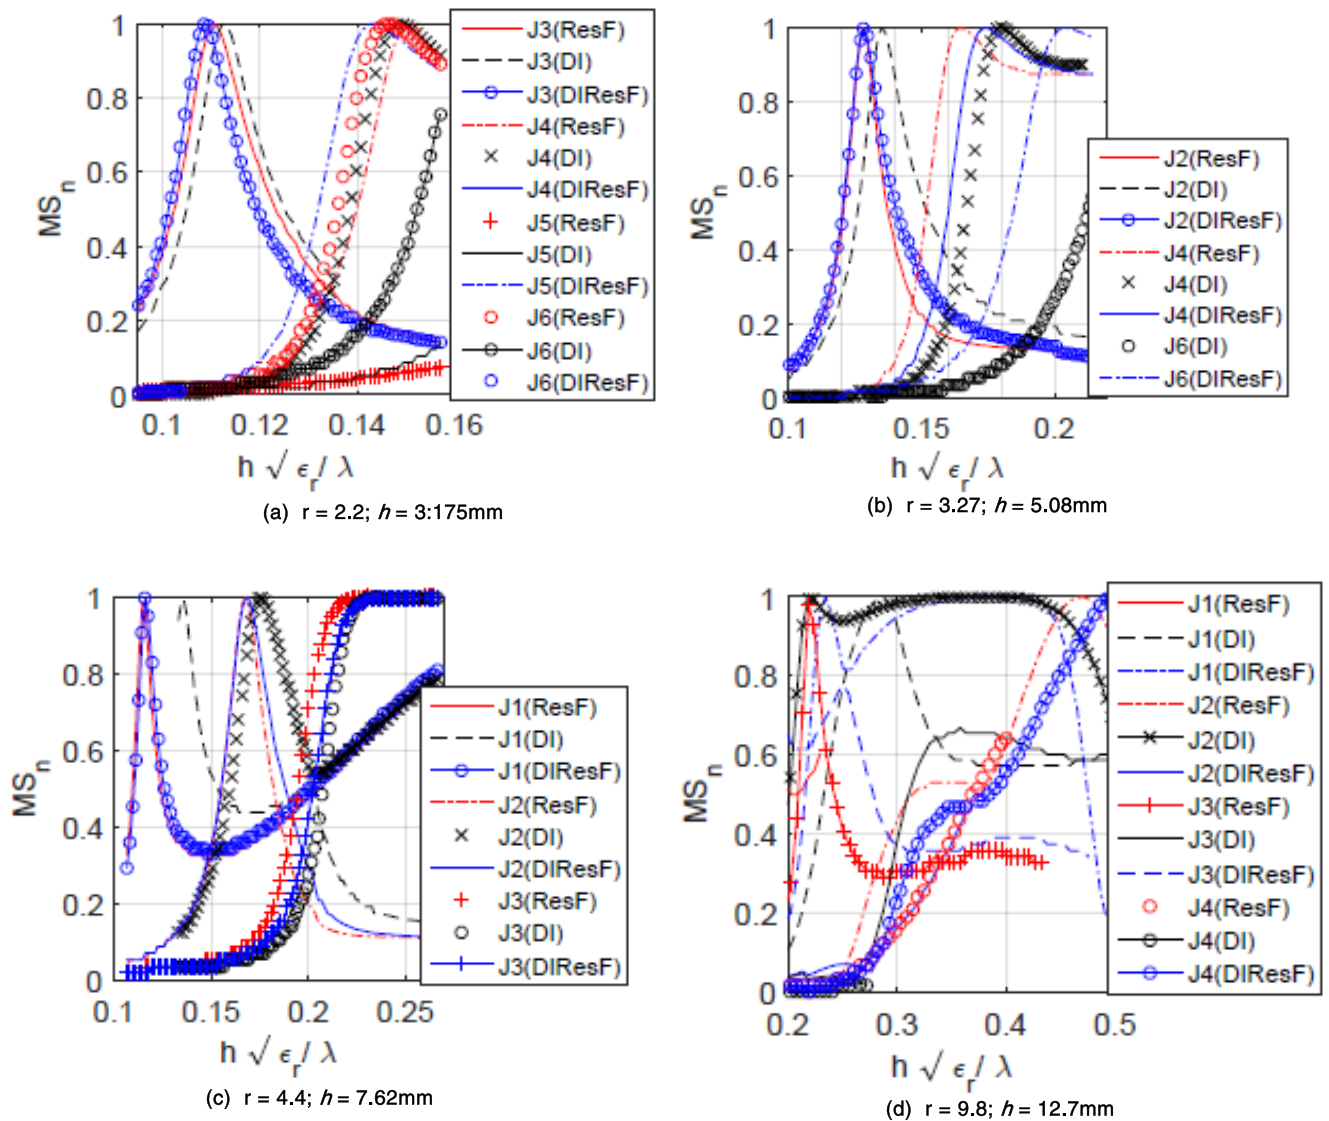 1
0.8
0.6
0.4
0.2
0
MS_n
0.1 0.12 0.14 0.16
h √ ϵ_r / λ
J3(ResF)
J3(DI)
J3(DIResF)
J4(ResF)
J4(DI)
J4(DIResF)
J5(ResF)
J5(DI)
J5(DIResF)
J6(ResF)
J6(DI)
J6(DIResF)
(a) r = 2.2; h = 3:175mm
1
0.8
0.6
0.4
0.2
0
MS_n
0.1 0.15 0.2
h √ ϵ_r / λ
J2(ResF)
J2(DI)
J2(DIResF)
J4(ResF)
J4(DI)
J4(DIResF)
J6(DI)
J6(DIResF)
(b) r = 3.27; h = 5.08mm
1
0.8
0.6
0.4
0.2
0
MS_n
0.1 0.15 0.2 0.25
h √ ϵ_r / λ
J1(ResF)
J1(DI)
J1(DIResF)
J2(ResF)
J2(DI)
J2(DIResF)
J3(ResF)
J3(DI)
J3(DIResF)
(c) r = 4.4; h = 7.62mm
1
0.8
0.6
0.4
0.2
0
MS_n
0.2 0.3 0.4 0.5
h √ ϵ_r / λ
J1(ResF)
J1(DI)
J1(DIResF)
J2(ResF)
J2(DI)
J2(DIResF)
J3(ResF)
J3(DI)
J3(DIResF)
J4(ResF)
J4(DI)
J4(DIResF)
(d) r = 9.8; h = 12.7mm